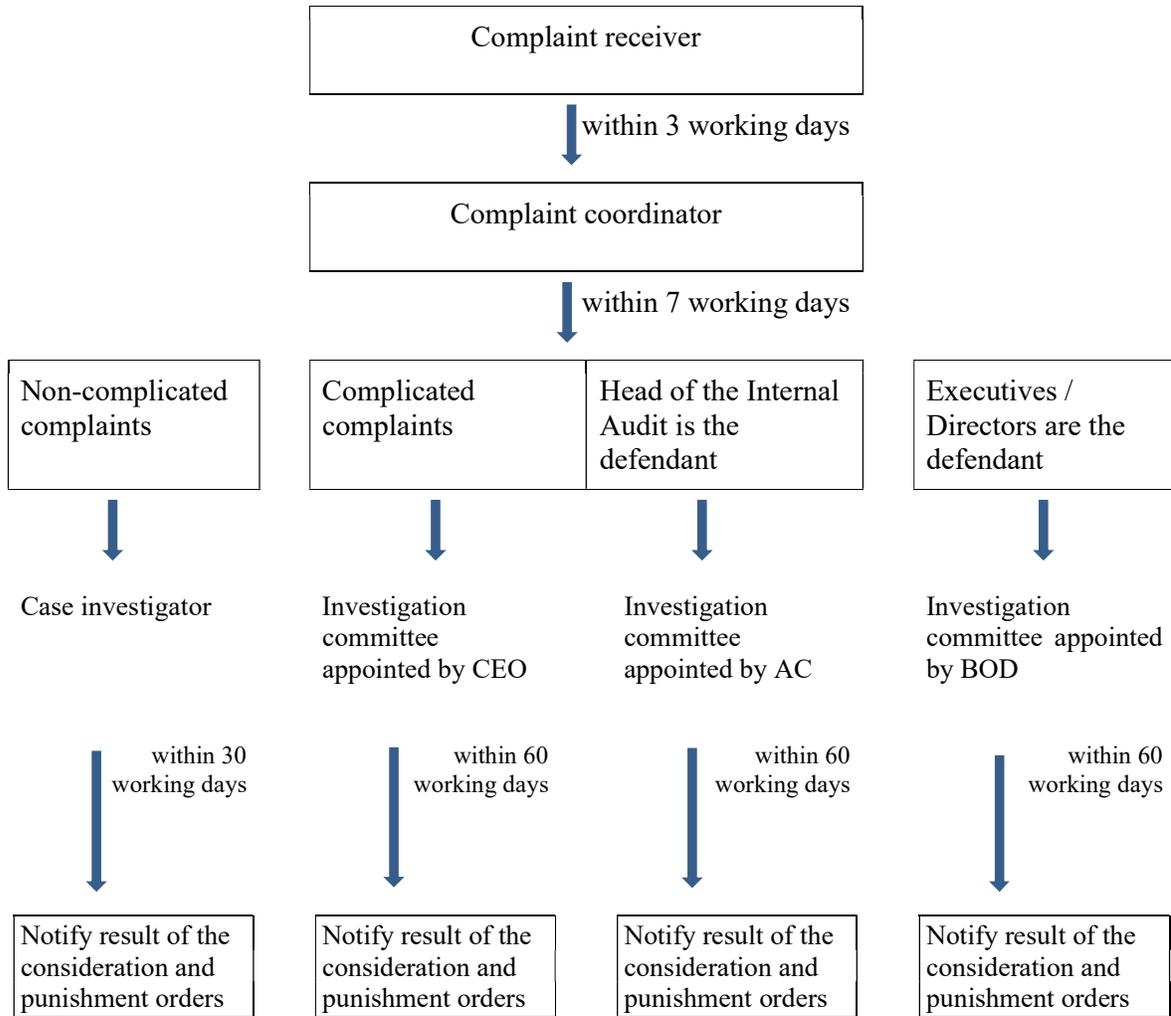 Complaint receiver
within 3 working days
Complaint coordinator
within 7 working days
Non-complicated
complaints
Complicated
complaints
Head of the Internal
Audit is the
defendant
Executives /
Directors are the
defendant
Case investigator
Investigation
committee
appointed by CEO
Investigation
committee
appointed by AC
Investigation
committee appointed
by BOD
within 30
working days
within 60
working days
within 60
working days
within 60
working days
Notify result of the
consideration and
punishment orders
Notify result of the
consideration and
punishment orders
Notify result of the
consideration and
punishment orders
Notify result of the
consideration and
punishment orders